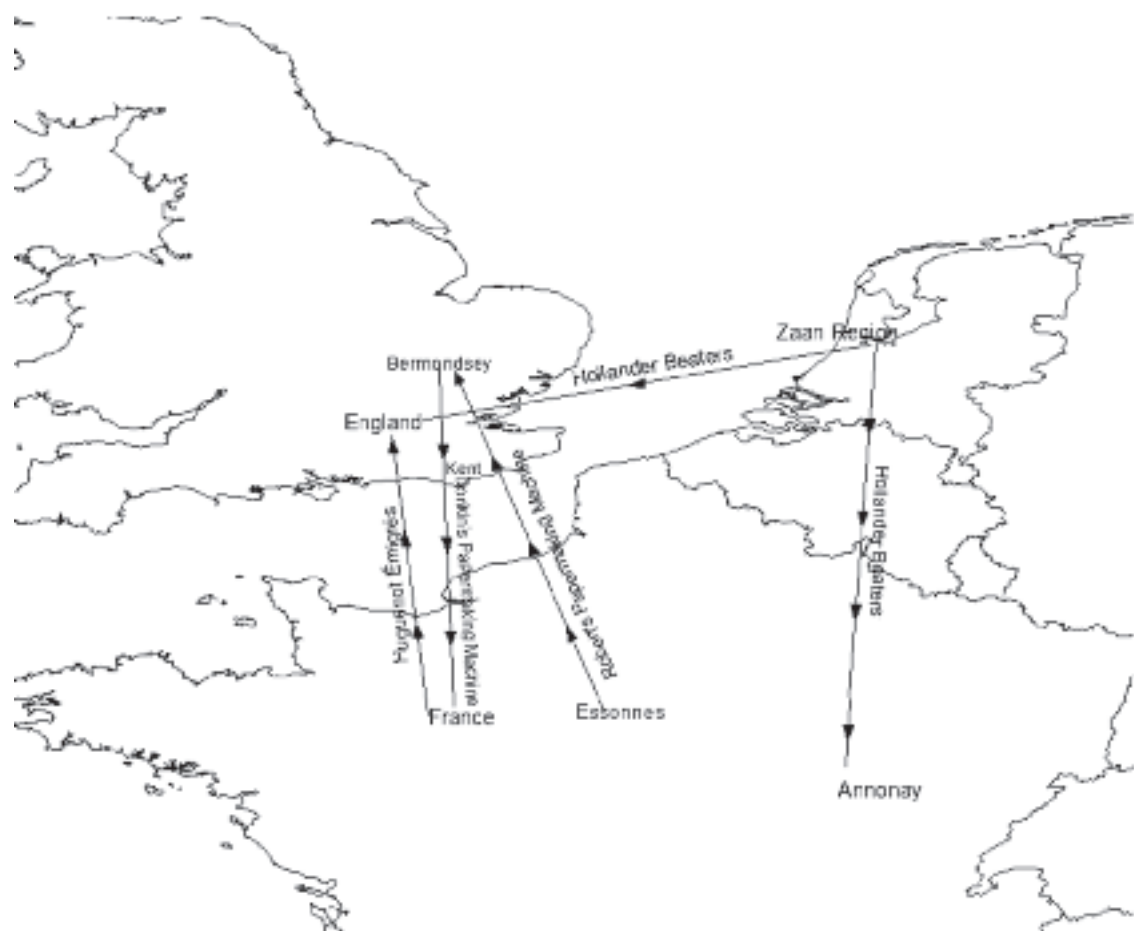 Zaan Region
Hollander Beaters
Bermondsey
England
Kent
Huguenot Émigrés
Donkin's Papermaking Machine
Robert's Papermaking Machine
Hollander Beaters
France
Essonnes
Annonay